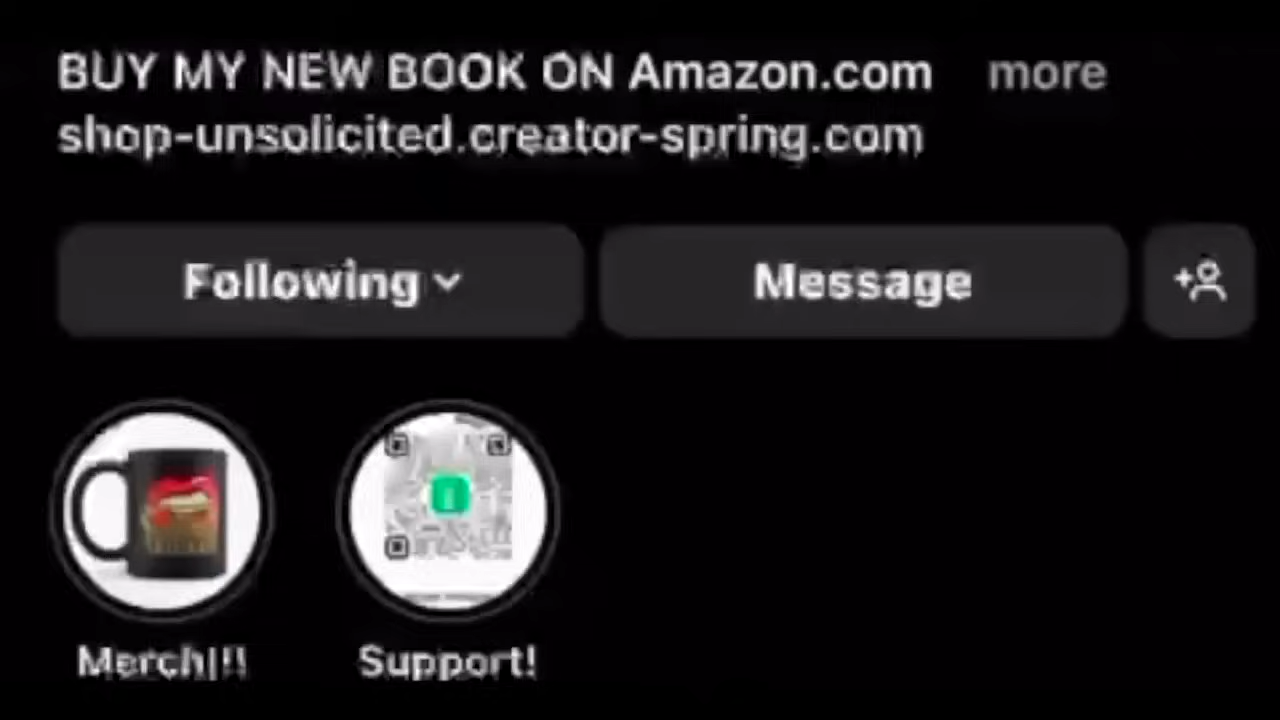 BUY MY NEW BOOK ON Amazon.com more
shop-unsolicited.creator-spring.com
Following Message
Merch!!! Support!